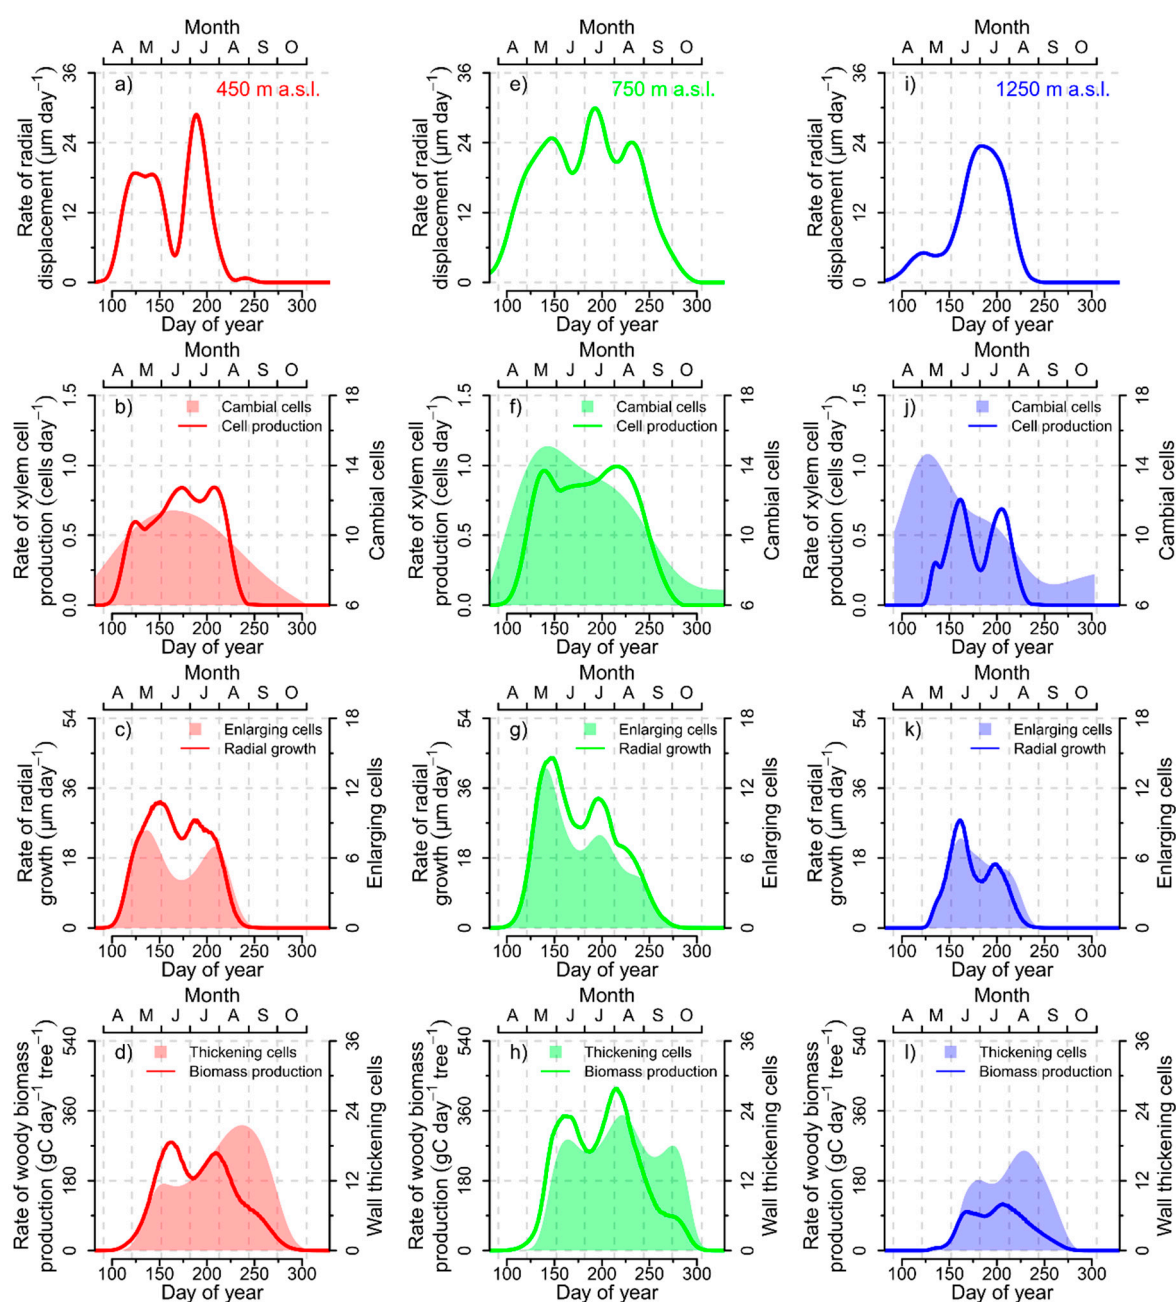 Month
A M J J A S O
a)
450 m a.s.l.
Rate of radial
displacement (µm day−1)
0 12 24 36
100 150 200 250 300
Day of year
Month
A M J J A S O
e)
750 m a.s.l.
Rate of radial
displacement (µm day−1)
0 12 24 36
100 150 200 250 300
Day of year
Month
A M J J A S O
i)
1250 m a.s.l.
Rate of radial
displacement (µm day−1)
0 12 24 36
100 150 200 250 300
Day of year
Month
A M J J A S O
b)
Cambial cells
Cell production
Rate of xylem cell
production (cells day−1)
0.0 0.5 1.0 1.5
Cambial cells
6 10 14 18
100 150 200 250 300
Day of year
Month
A M J J A S O
f)
Cambial cells
Cell production
Rate of xylem cell
production (cells day−1)
0.0 0.5 1.0 1.5
Cambial cells
6 10 14 18
100 150 200 250 300
Day of year
Month
A M J J A S O
j)
Cambial cells
Cell production
Rate of xylem cell
production (cells day−1)
0.0 0.5 1.0 1.5
Cambial cells
6 10 14 18
100 150 200 250 300
Day of year
Month
A M J J A S O
c)
Enlarging cells
Radial growth
Rate of radial
growth (µm day−1)
0 18 36 54
Enlarging cells
0 6 12 18
100 150 200 250 300
Day of year
Month
A M J J A S O
g)
Enlarging cells
Radial growth
Rate of radial
growth (µm day−1)
0 18 36 54
Enlarging cells
0 6 12 18
100 150 200 250 300
Day of year
Month
A M J J A S O
k)
Enlarging cells
Radial growth
Rate of radial
growth (µm day−1)
0 18 36 54
Enlarging cells
0 6 12 18
100 150 200 250 300
Day of year
Month
A M J J A S O
d)
Thickening cells
Biomass production
Rate of woody biomass
production (gC day−1 tree−1)
0 180 360 540
Wall thickening cells
0 12 24 36
100 150 200 250 300
Day of year
Month
A M J J A S O
h)
Thickening cells
Biomass production
Rate of woody biomass
production (gC day−1 tree−1)
0 180 360 540
Wall thickening cells
0 12 24 36
100 150 200 250 300
Day of year
Month
A M J J A S O
l)
Thickening cells
Biomass production
Rate of woody biomass
production (gC day−1 tree−1)
0 180 360 540
Wall thickening cells
0 12 24 36
100 150 200 250 300
Day of year